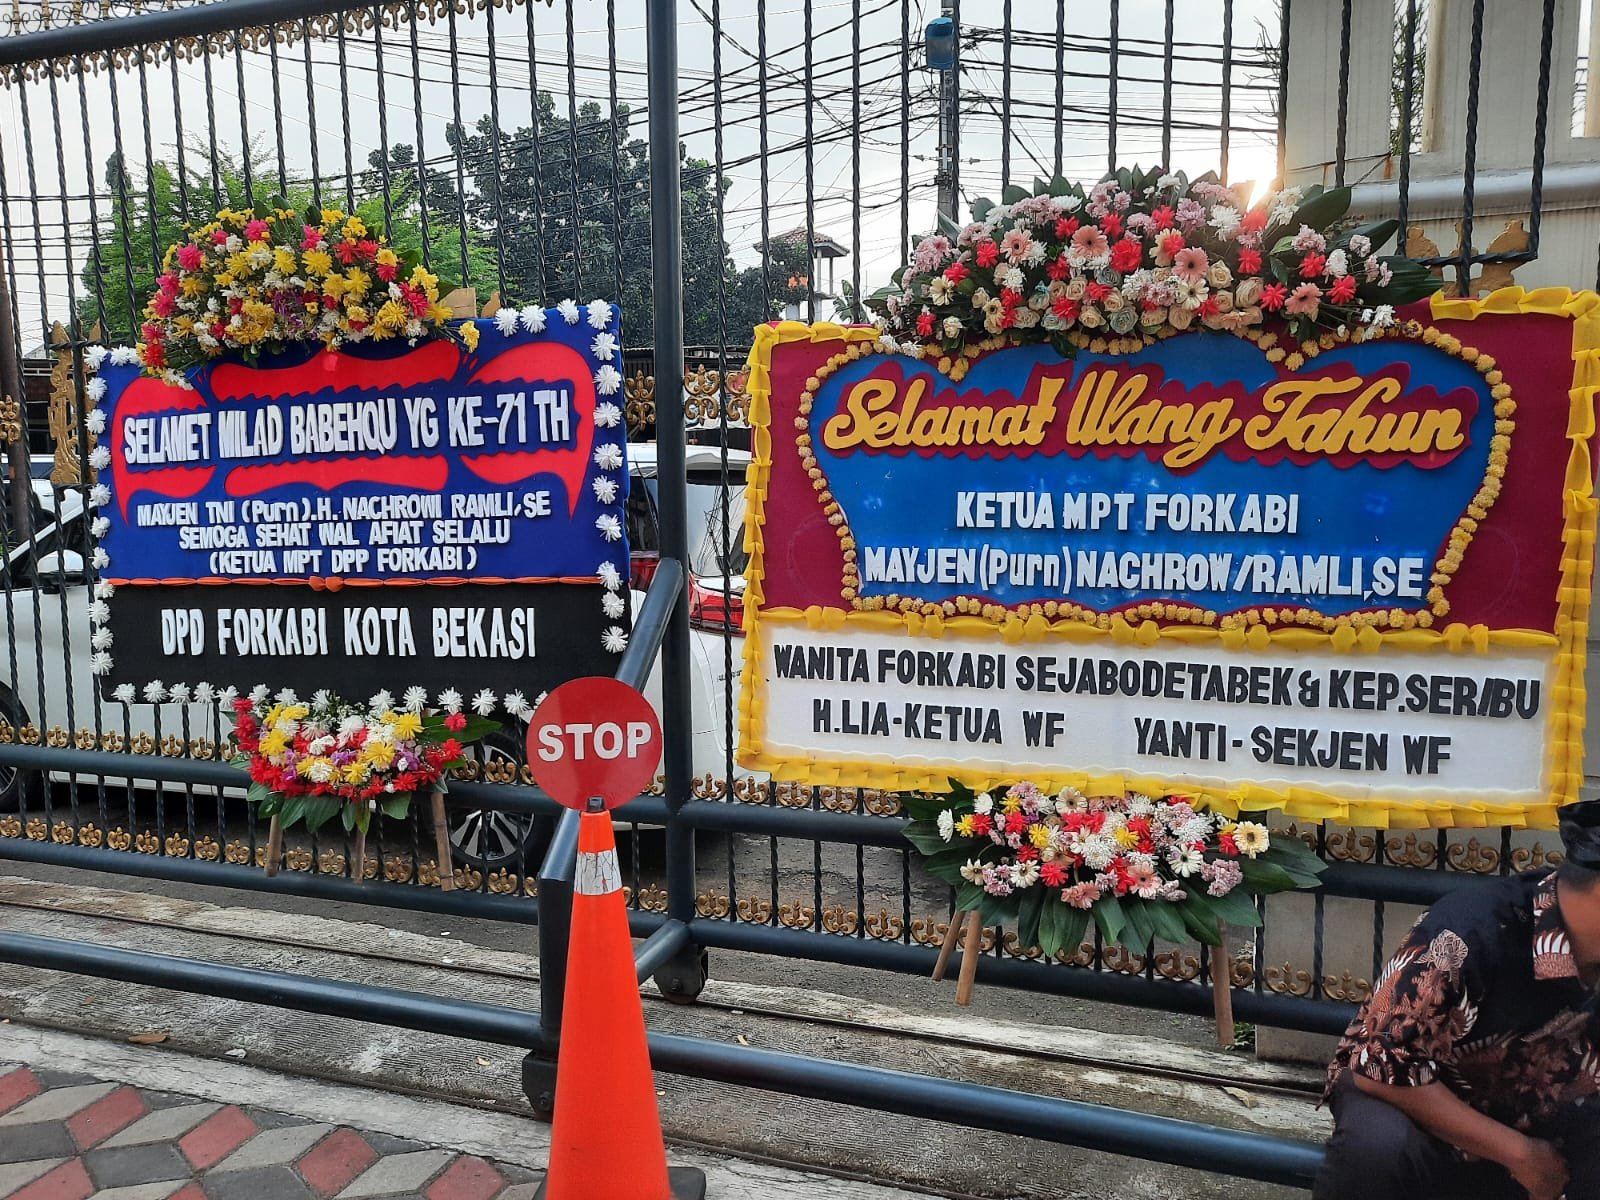 SELAMET MILAD BABEHQU YG KE-71 TH
MAYJEN TNI (Purn).H. NACHROWI RAMLI,SE
SEMOGA SEHAT WAL AFIAT SELALU
(KETUA MPT DPP FORKABI)
DPD FORKABI KOTA BEKASI
STOP
Selamat Ulang Tahun
KETUA MPT FORKABI
MAYJEN(Purn)NACHROW/RAMLI,SE
WANITA FORKABI SEJABODETABEK & KEP.SERIBU
H.LIA-KETUA WF YANTI-SEKJEN WF